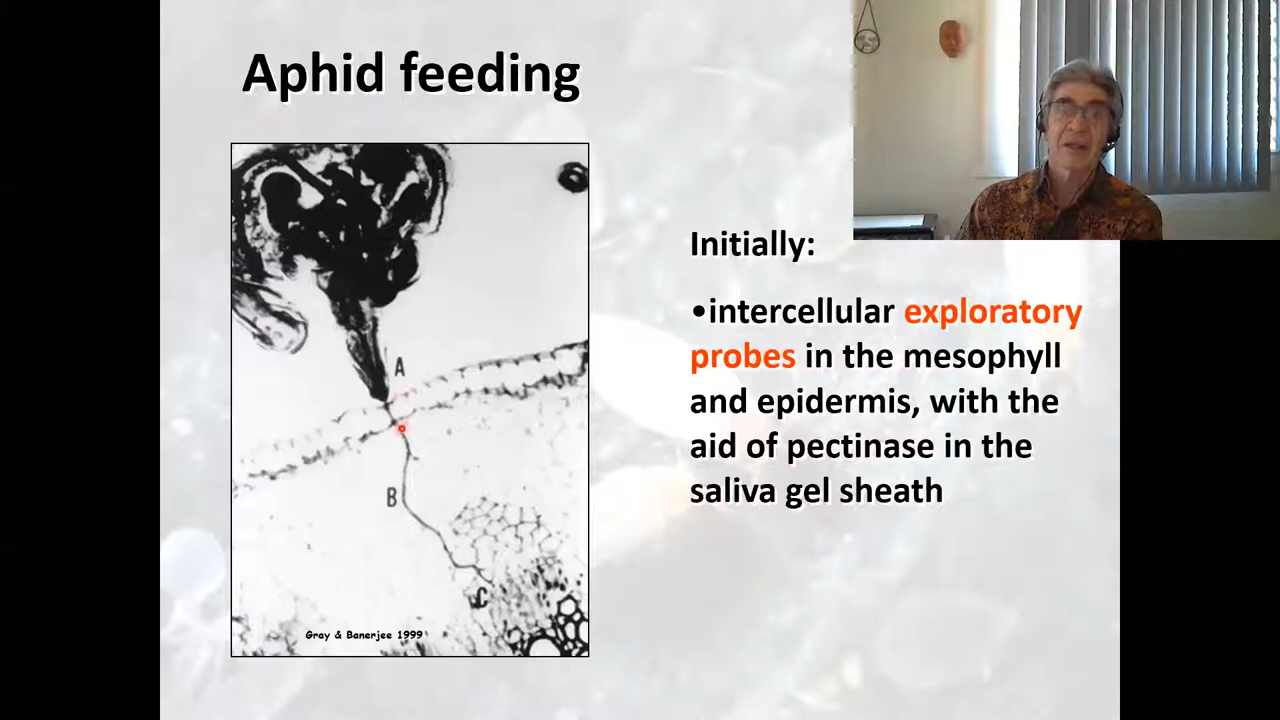 Aphid feeding
A
B
C
Gray & Banerjee 1999
Initially:
•intercellular exploratory
probes in the mesophyll
and epidermis, with the
aid of pectinase in the
saliva gel sheath